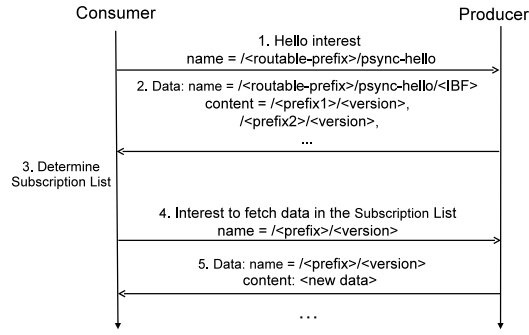 Consumer
Producer
1. Hello interest
name = /<routable-prefix>/psync-hello
2. Data: name = /<routable-prefix>/psync-hello/<IBF>
content = /<prefix1>/<version>,
/<prefix2>/<version>,
...
3. Determine
Subscription List
4. Interest to fetch data in the Subscription List
name = /<prefix>/<version>
5. Data: name = /<prefix>/<version>
content: <new data>
...